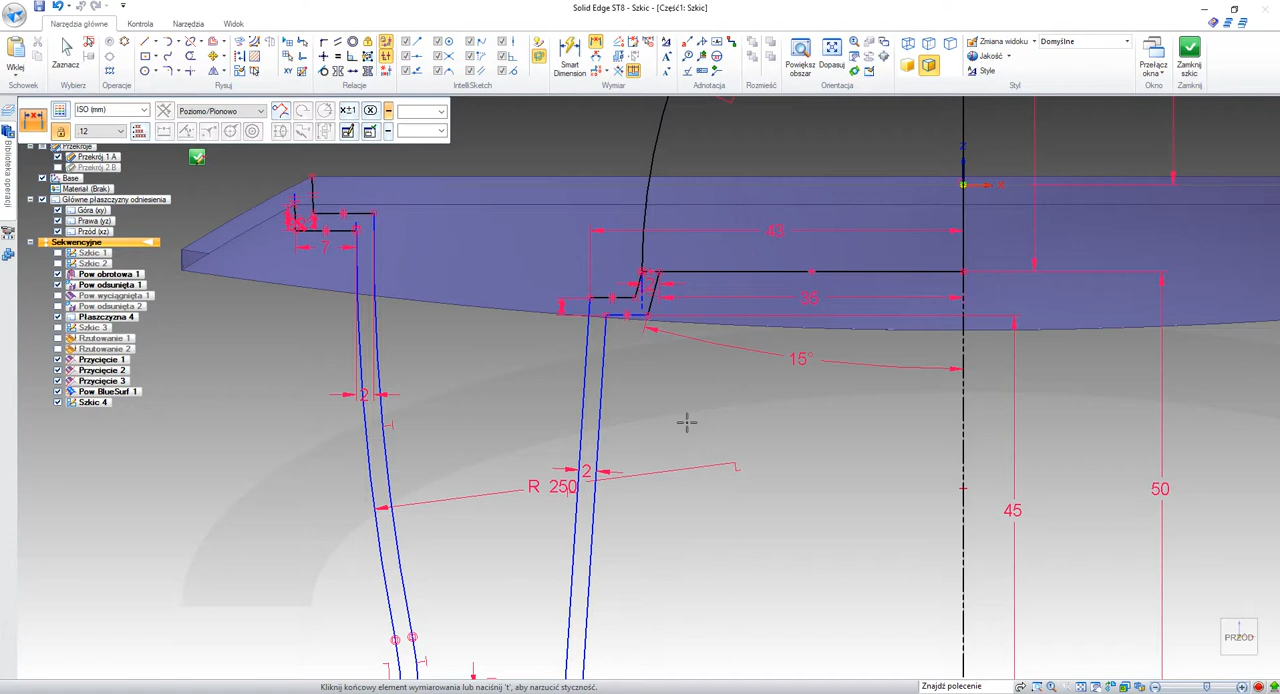 Solid Edge ST8 - Szkic - [Część1: Szkic]
Narzędzia główne Kontrola Narzędzia Widok
Wklej Zaznacz Smart Dimension Powiększ obszar Dopasuj Zmiana widoku Domyślne Jakość Style Przełącz okna Zamknij szkic
Schowek Wybierz Operacje Rysuj Relacje IntelliSketch Wymiar Adnotacja Rozmieść Orientacja Styl Okno Zamknij
ISO (mm) Poziomo/Pionowo
12
Biblioteka operacji
Przekroje
Przekrój 1 A
Przekrój 2 B
Base
Materiał (Brak)
Główne płaszczyzny odniesienia
Góra (xy)
Prawa (yz)
Przód (xz)
Sekwencyjne
Szkic 1
Szkic 2
Pow obrotowa 1
Pow odsunięta 1
Pow wyciągnięta 1
Pow odsunięta 2
Płaszczyzna 4
Szkic 3
Rzutowanie 1
Rzutowanie 2
Przycięcie 1
Przycięcie 2
Przycięcie 3
Pow BlueSurf 1
Szkic 4
Z
X
43
7
36
15°
2
2
R 250
45
50
PRZÓD
Kliknij końcowy element wymiarowania lub naciśnij 't', aby narzucić styczność.
Znajdź polecenie